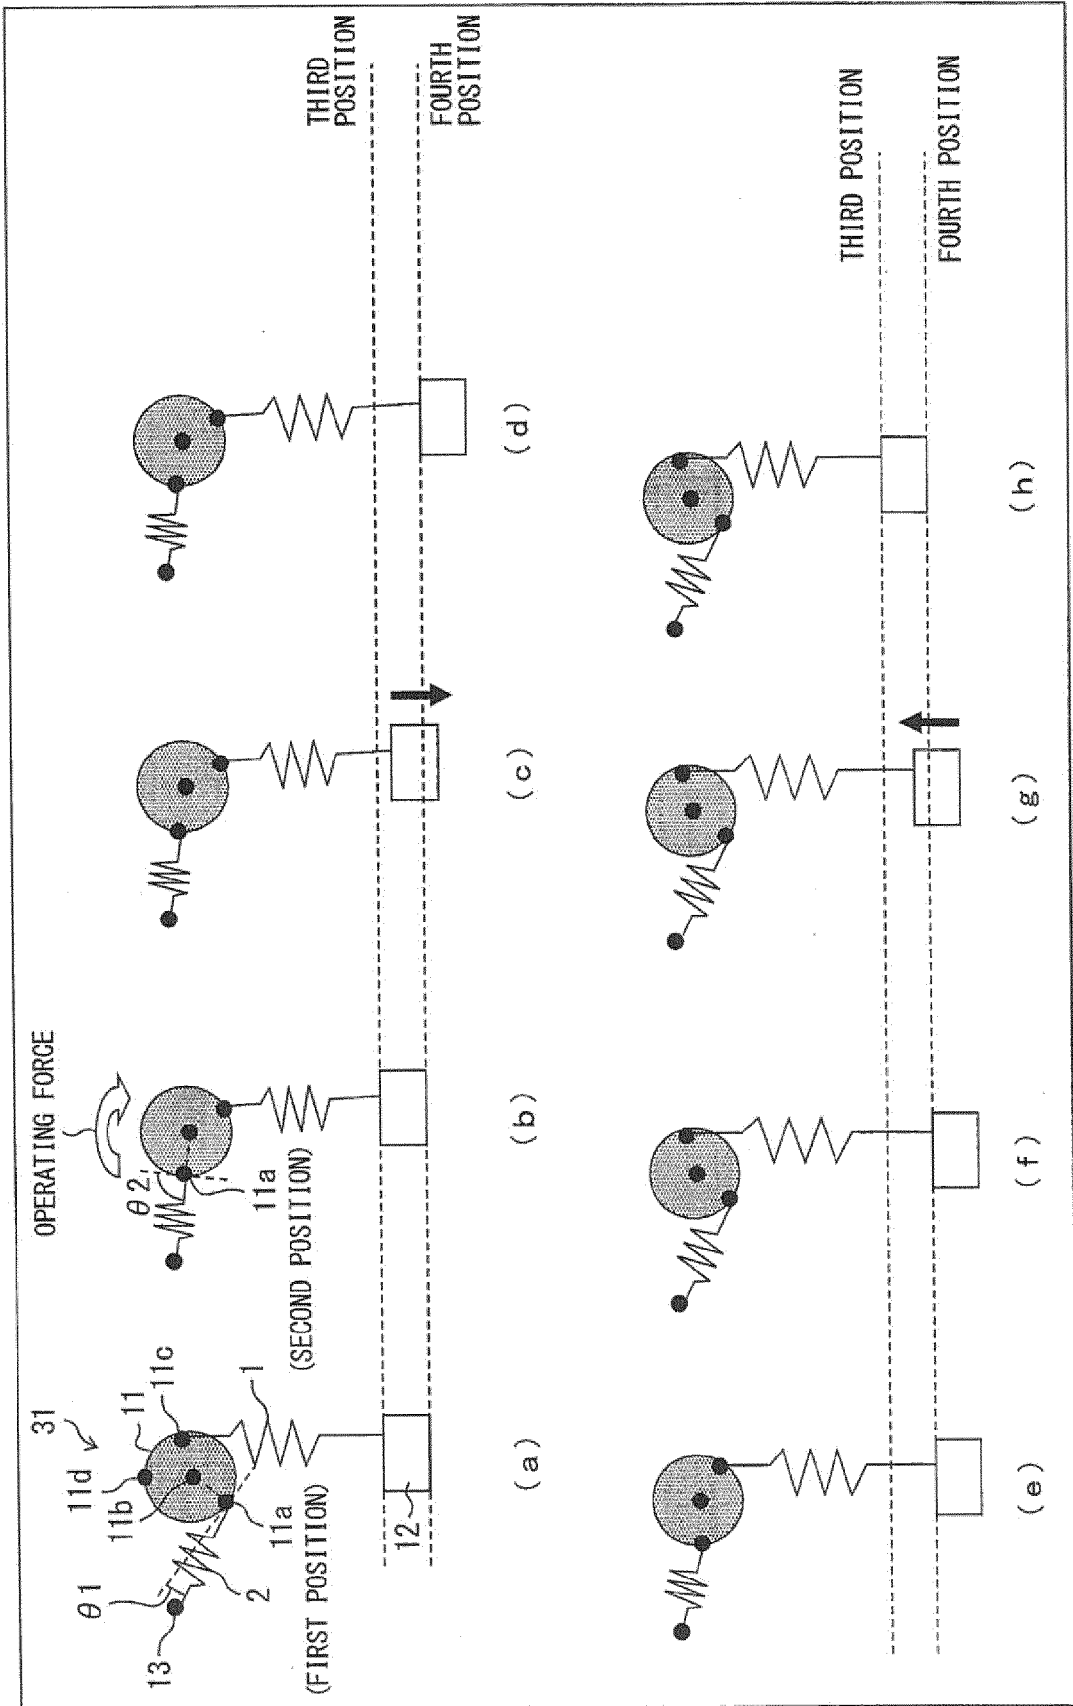 31
OPERATING FORCE
11d
11
11c
11b
θ1
13
2
11a
1
(FIRST POSITION)
12
θ2
11a
(SECOND POSITION)
THIRD
POSITION
FOURTH
POSITION
(a)
(b)
(c)
(d)
THIRD POSITION
FOURTH POSITION
(e)
(f)
(g)
(h)